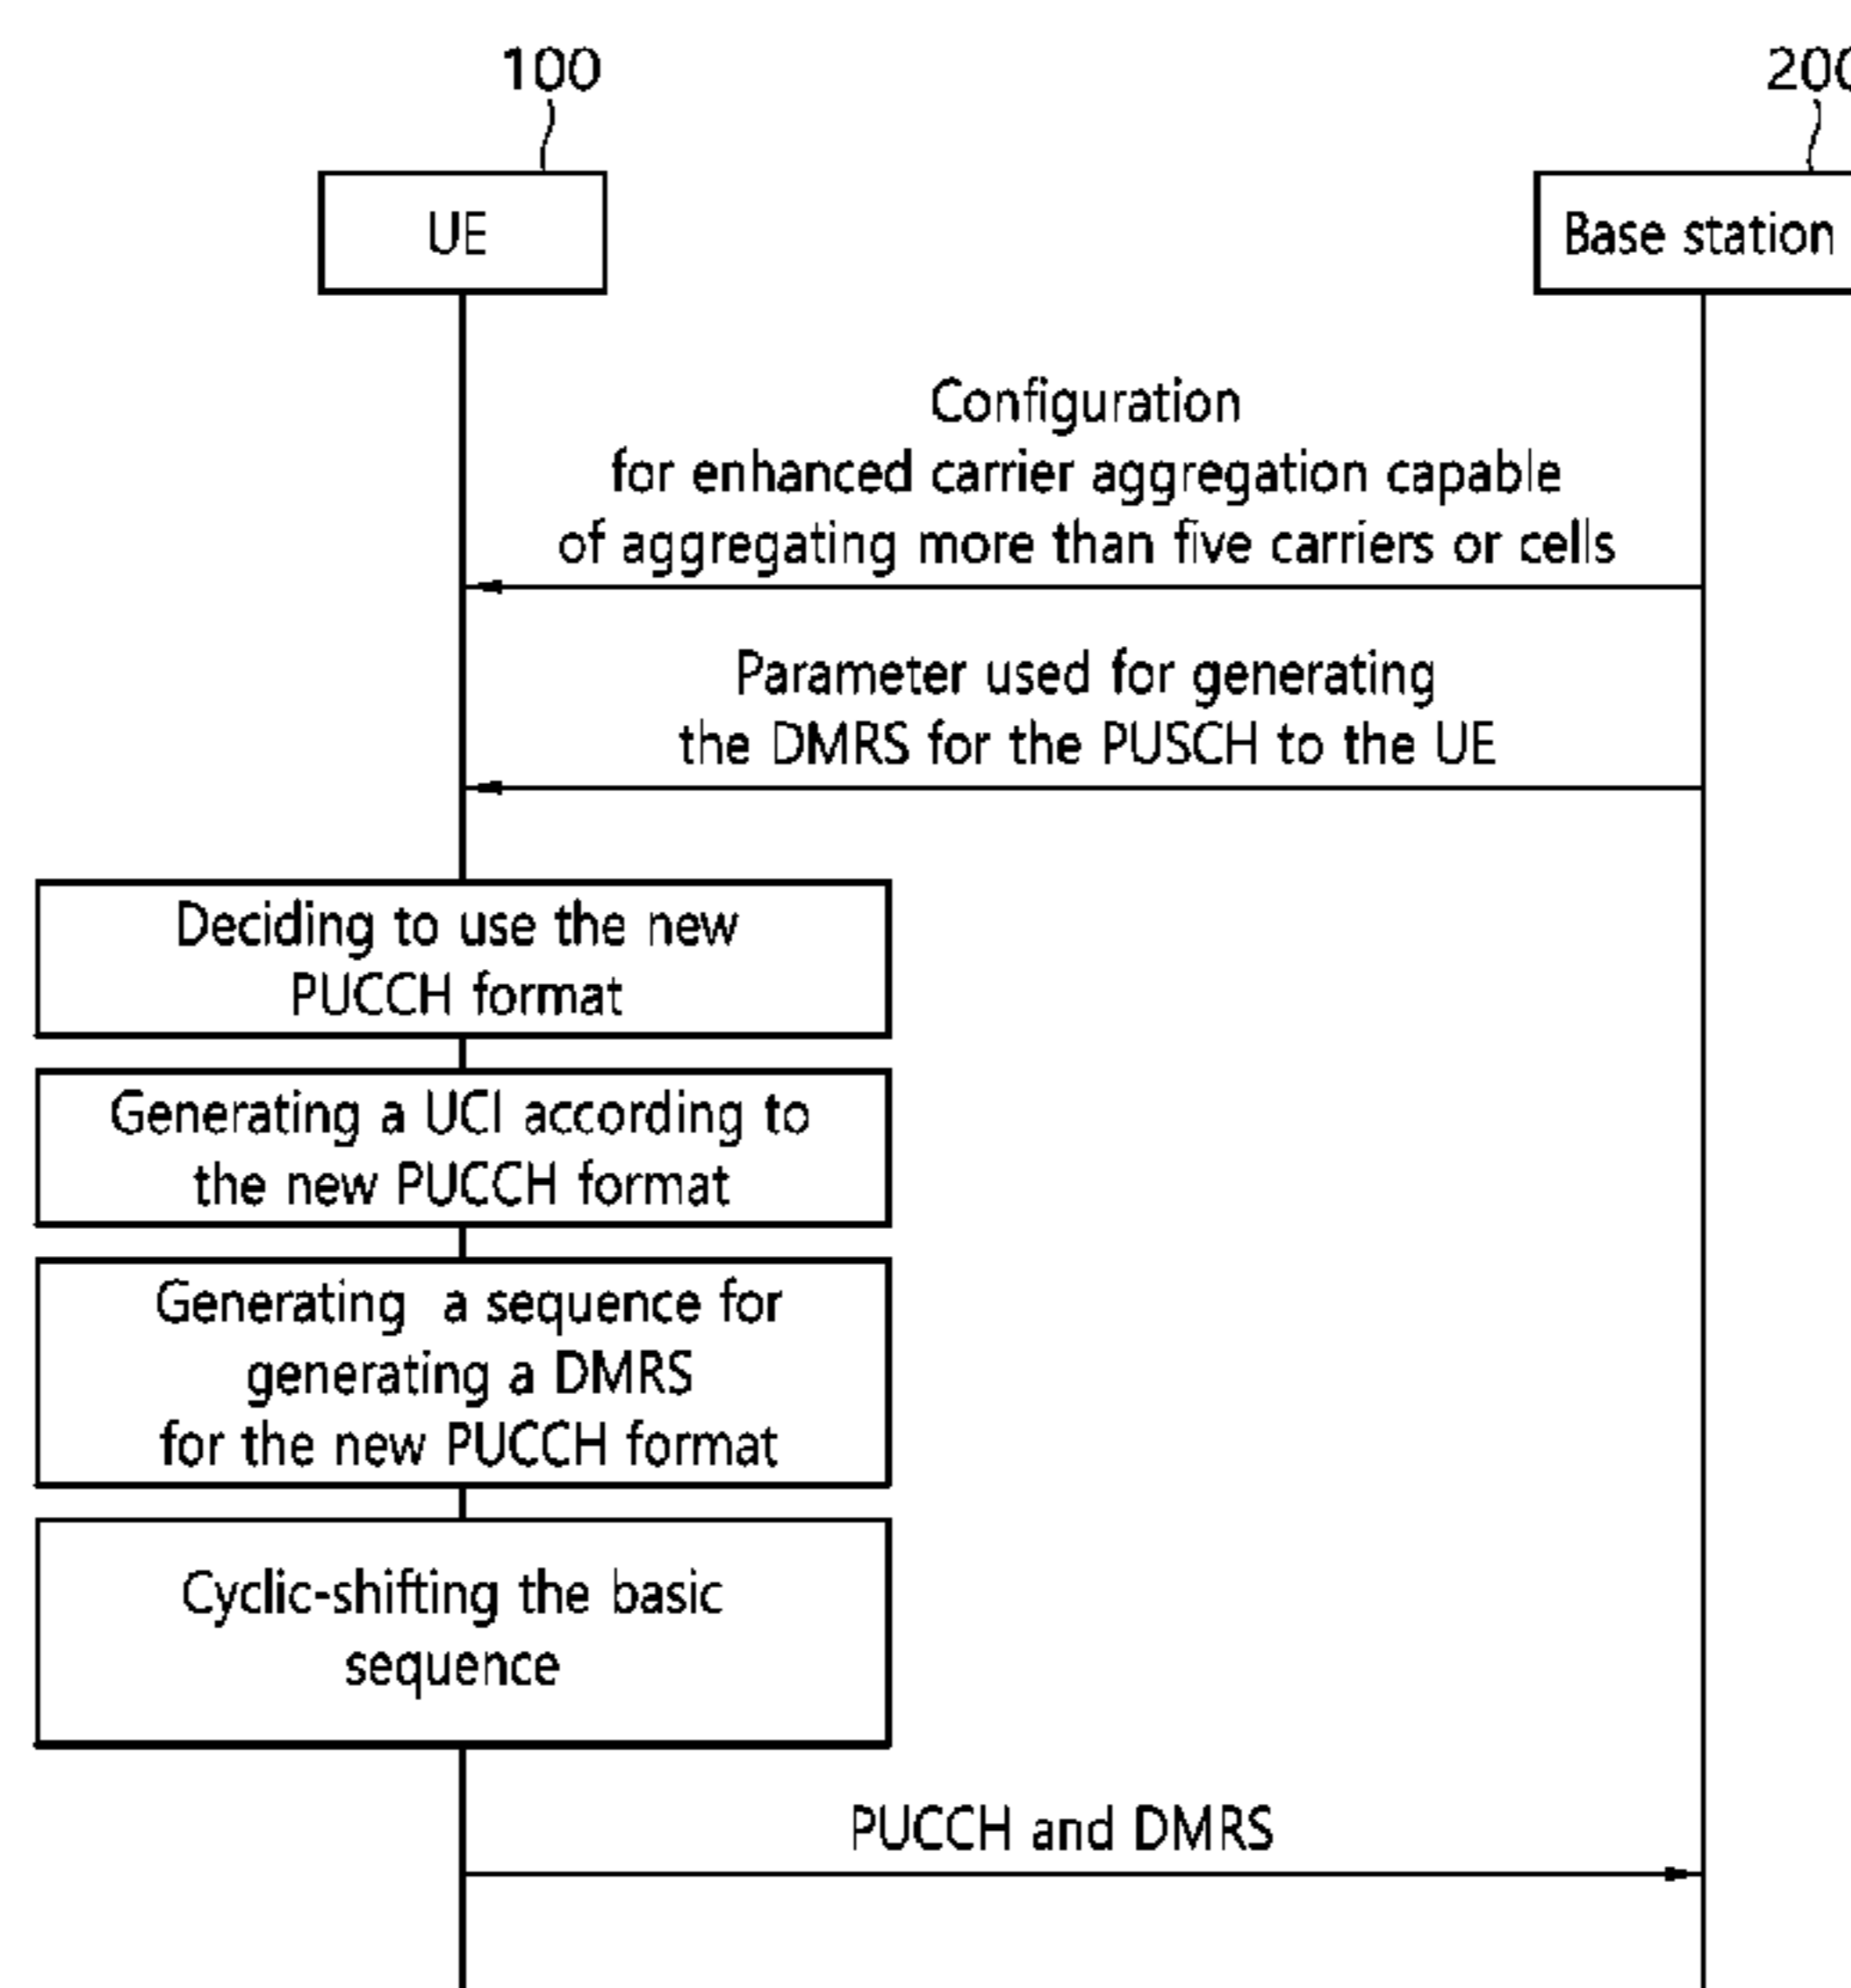 100
200
UE
Base station
Configuration
for enhanced carrier aggregation capable
of aggregating more than five carriers or cells
Parameter used for generating
the DMRS for the PUSCH to the UE
Deciding to use the new
PUCCH format
Generating a UCI according to
the new PUCCH format
Generating a sequence for
generating a DMRS
for the new PUCCH format
Cyclic-shifting the basic
sequence
PUCCH and DMRS